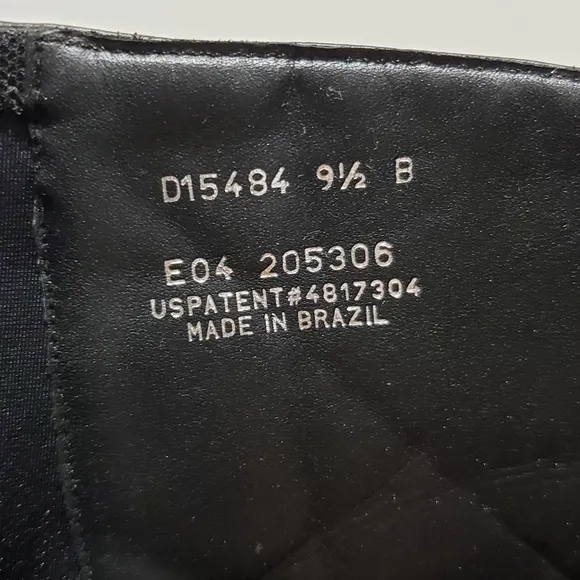 D15484 9½ B
E04 205306
USPATENT#4817304
MADE IN BRAZIL